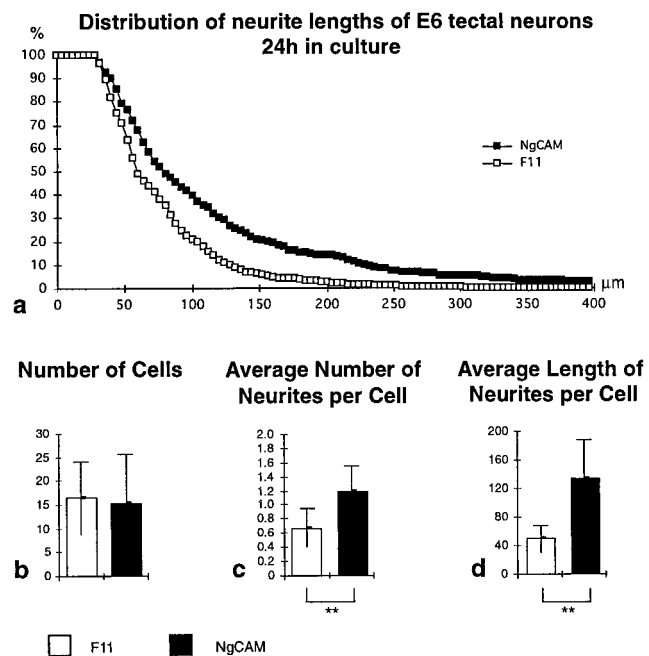 Distribution of neurite lengths of E6 tectal neurons
24h in culture
%
100
90
80
70
60
50
40
30
20
10
0
NgCAM
F11
0 50 100 150 200 250 300 350 400
µm
a
Number of Cells
Average Number of
Neurites per Cell
Average Length of
Neurites per Cell
30
25
20
15
10
5
0
b
2.0
1.8
1.6
1.4
1.2
1.0
0.8
0.6
0.4
0.2
0
c
**
200
160
120
80
40
0
d
**
F11
NgCAM